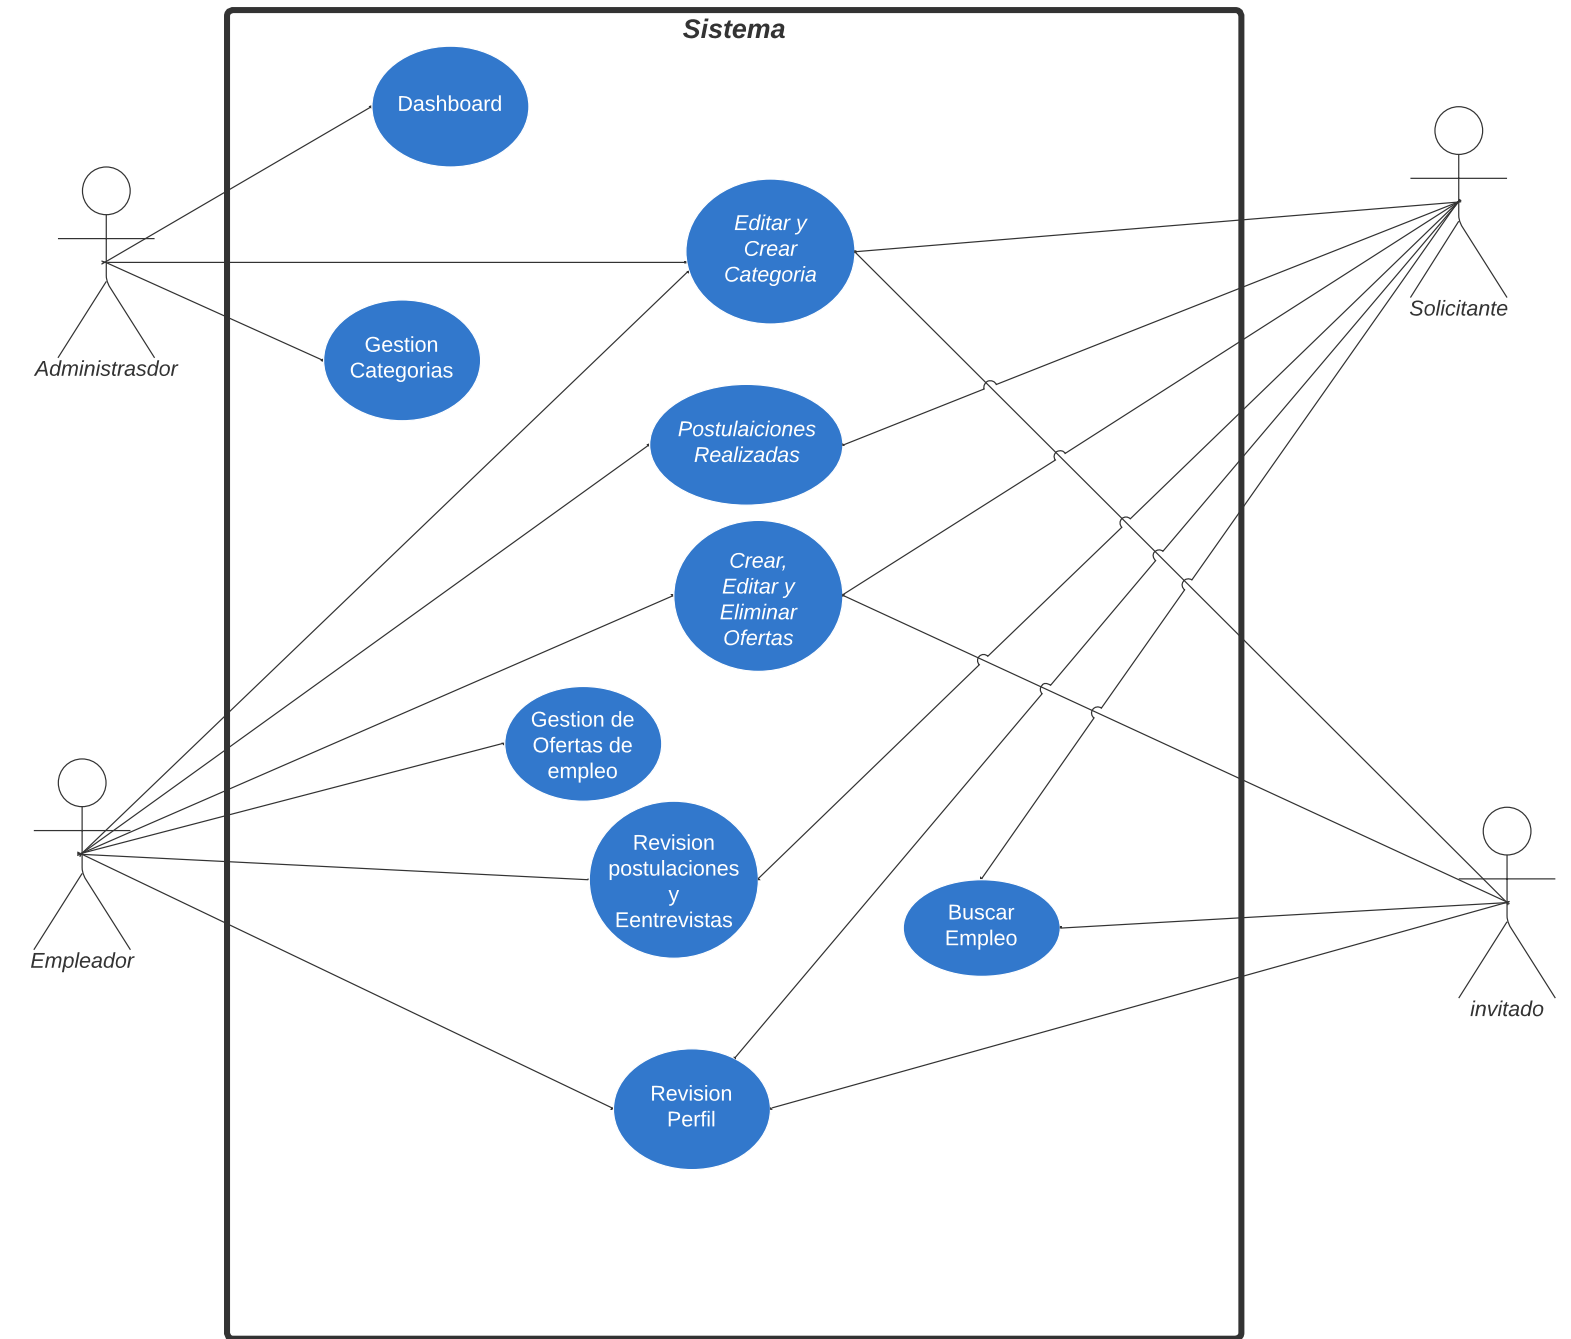 Sistema
Dashboard
Editar y
Crear
Categoria
Solicitante
Gestion
Categorias
Administrasdor
Postulaiciones
Realizadas
Crear,
Editar y
Eliminar
Ofertas
Gestion de
Ofertas de
empleo
Revision
postulaciones
y
Eentrevistas
Buscar
Empleo
Empleador
invitado
Revision
Perfil